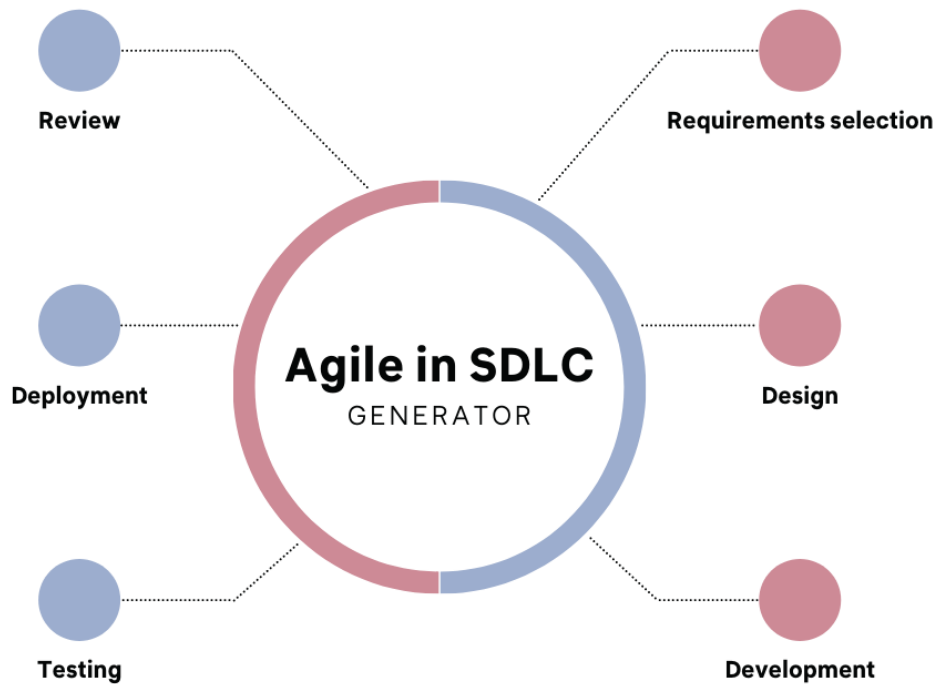 Review
Requirements selection
Agile in SDLC
GENERATOR
Deployment
Design
Testing
Development